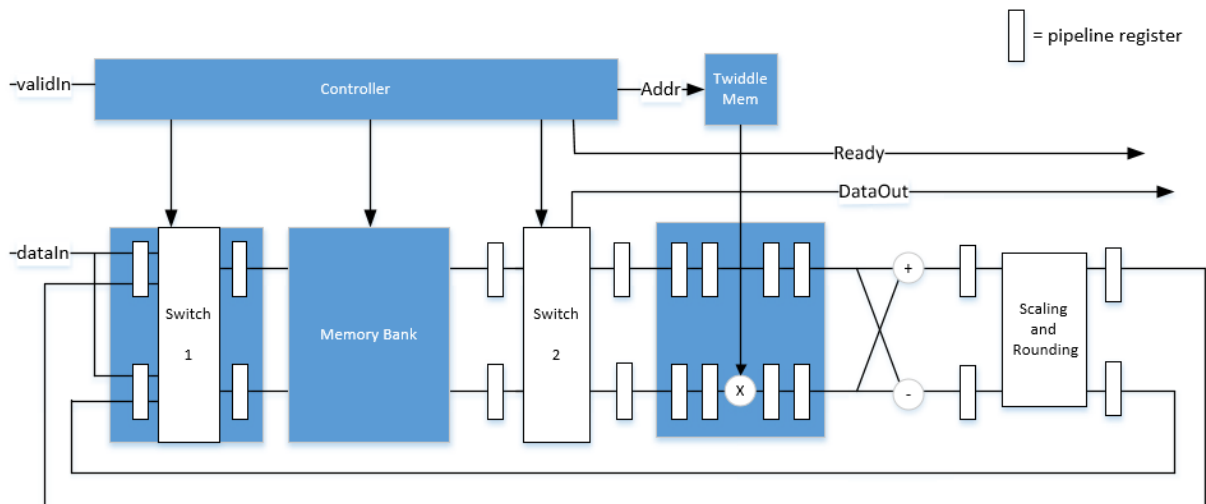 = pipeline register
validIn
Controller
Addr
Twiddle
Mem
Ready
DataOut
dataIn
Switch
1
Memory Bank
Switch
2
X
+
-
Scaling
and
Rounding